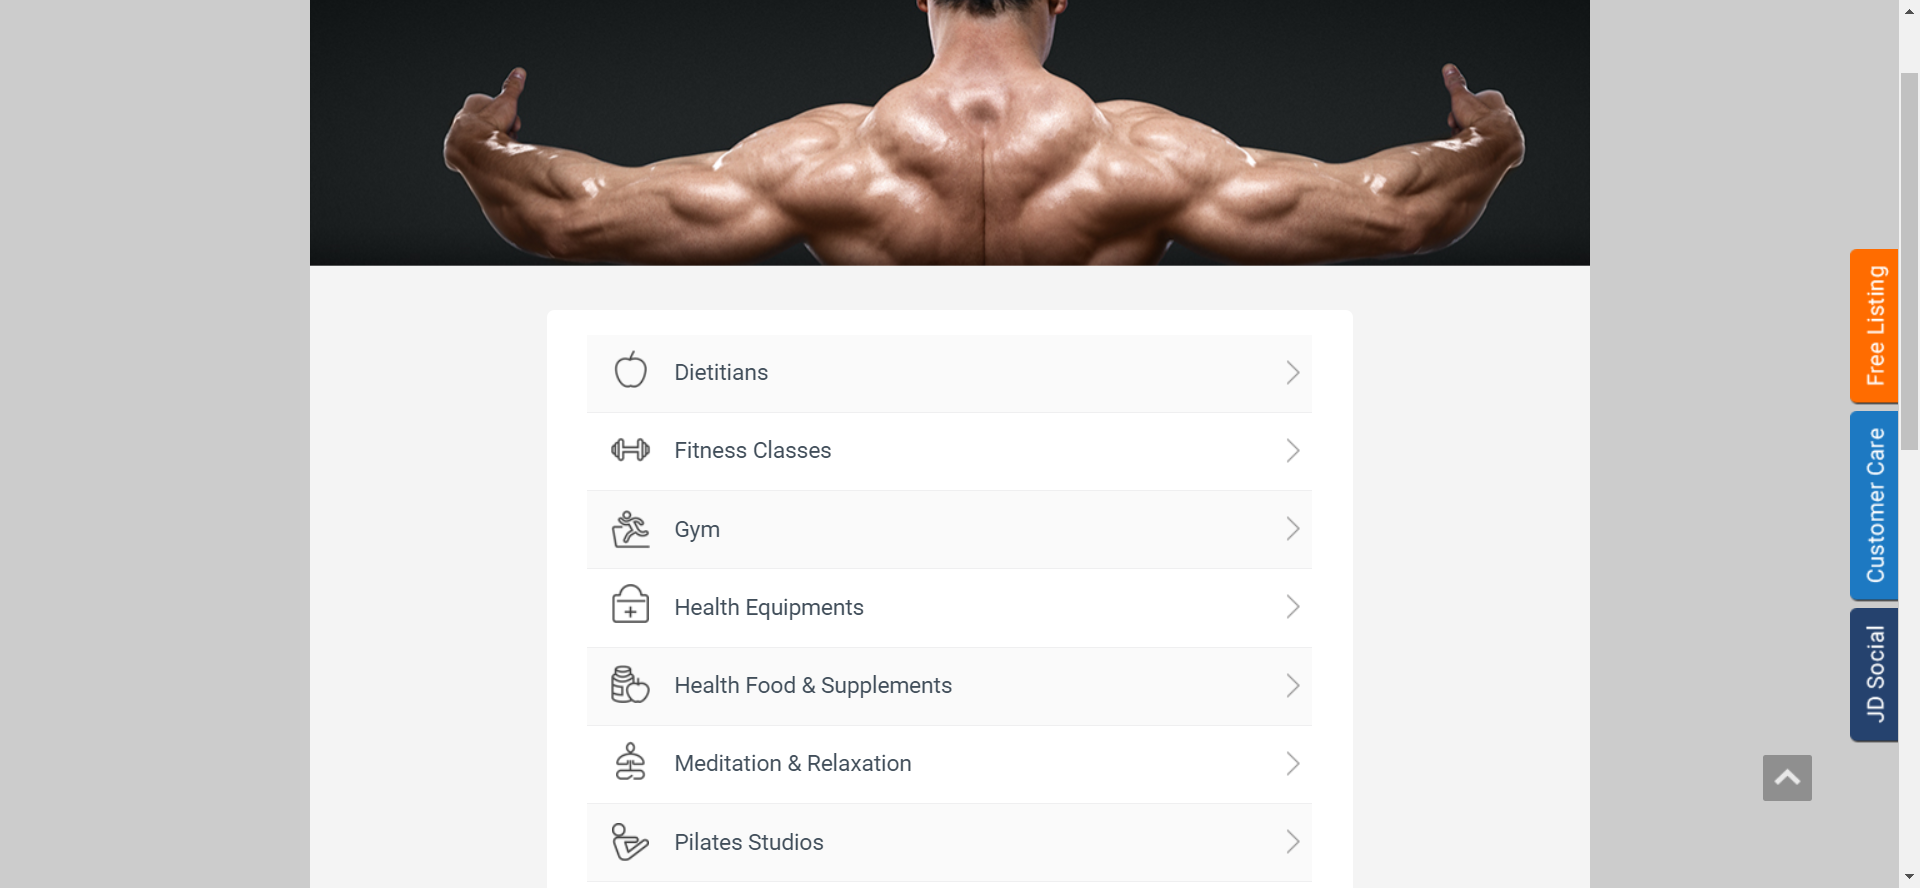 Dietitians
Fitness Classes
Gym
Health Equipments
Health Food & Supplements
Meditation & Relaxation
Pilates Studios
Free Listing
Customer Care
JD Social